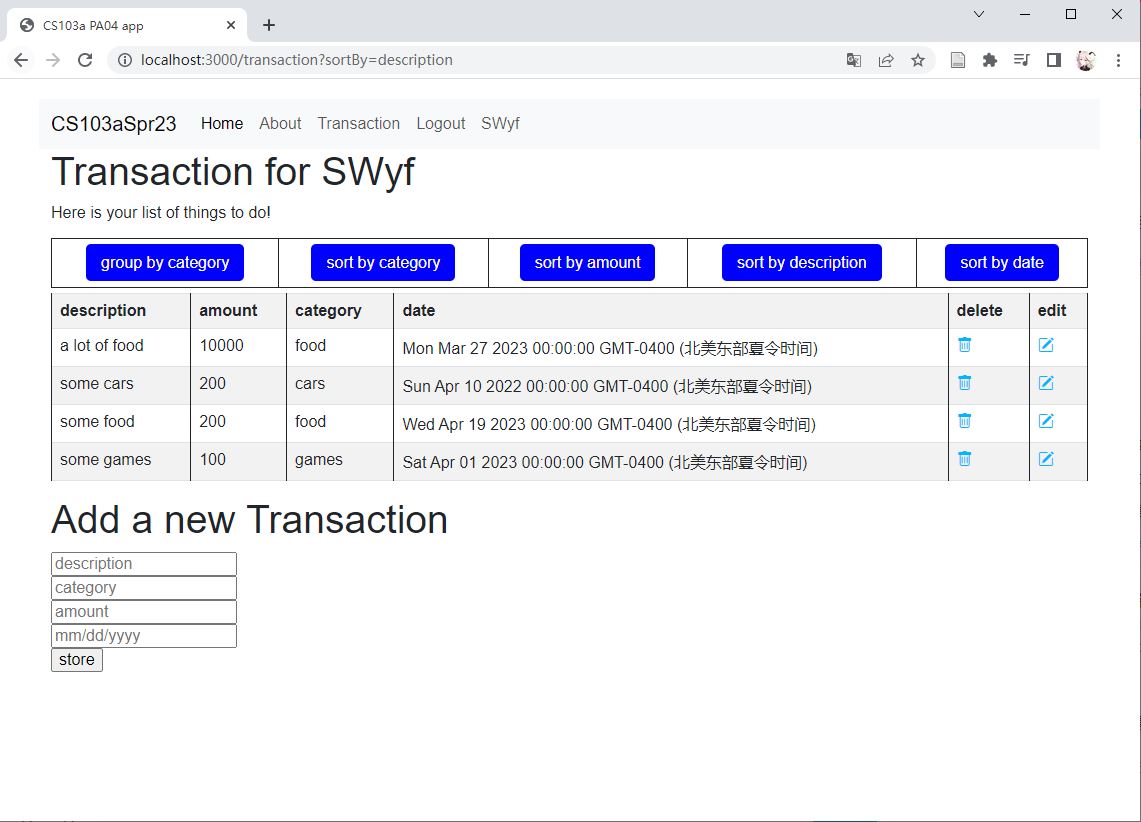 CS103a PA04 app
localhost:3000/transaction?sortBy=description
CS103aSpr23 Home About Transaction Logout SWyf
Transaction for SWyf
Here is your list of things to do!
group by category sort by category sort by amount sort by description sort by date
description amount category date delete edit
a lot of food 10000 food Mon Mar 27 2023 00:00:00 GMT-0400 (北美东部夏令时间)
some cars 200 cars Sun Apr 10 2022 00:00:00 GMT-0400 (北美东部夏令时间)
some food 200 food Wed Apr 19 2023 00:00:00 GMT-0400 (北美东部夏令时间)
some games 100 games Sat Apr 01 2023 00:00:00 GMT-0400 (北美东部夏令时间)
Add a new Transaction
description
category
amount
mm/dd/yyyy
store